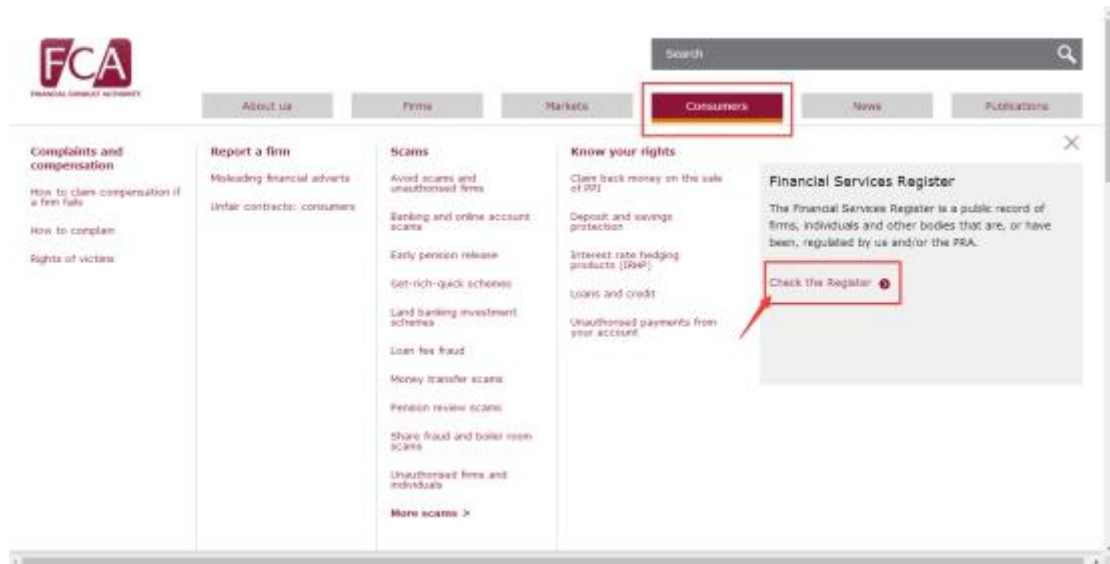 FCA
FINANCIAL CONDUCT AUTHORITY
Search
About us
Firms
Markets
Consumers
News
Publications
Complaints and
compensation
How to claim compensation if
a firm fails
How to complain
Rights of victims
Report a firm
Misleading financial adverts
Unfair contracts: consumers
Scams
Avoid scams and
unauthorised firms
Banking and online account
scams
Early pension release
Get-rich-quick schemes
Land banking investment
schemes
Loan fee fraud
Money transfer scams
Pension review scams
Share fraud and boiler room
scams
Unauthorised firms and
individuals
More scams >
Know your rights
Claim back money on the sale
of PPI
Deposit and savings
protection
Interest rate hedging
products (IRHP)
Loans and credit
Unauthorised payments from
your account
Financial Services Register
The Financial Services Register is a public record of
firms, individuals and other bodies that are, or have
been, regulated by us and/or the PRA.
Check the Register